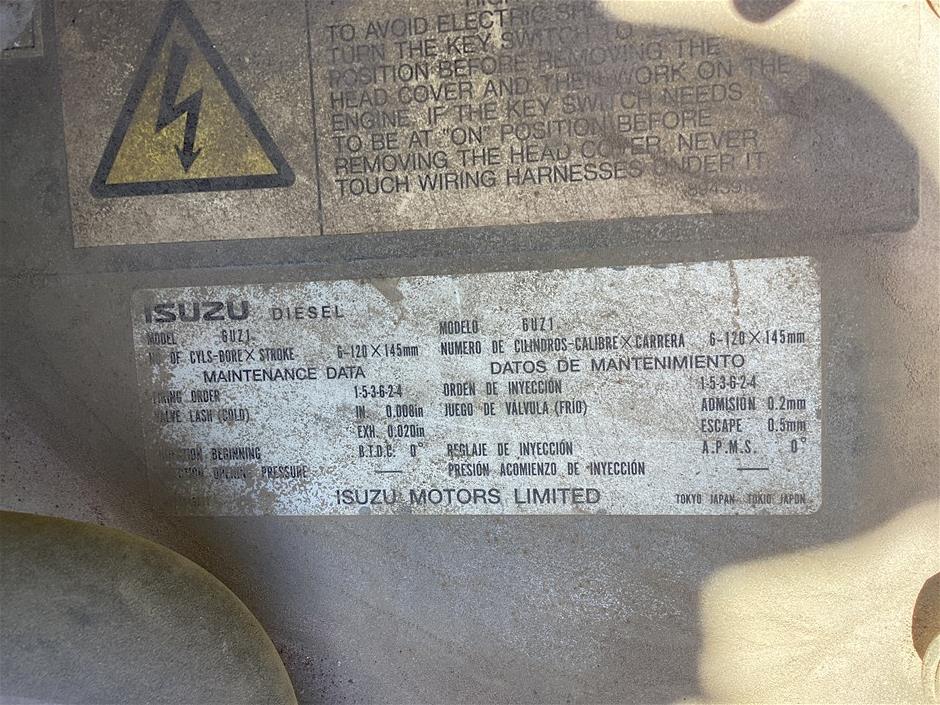 TO AVOID ELECTRIC
TURN THE KEY SWITCH TO
POSITION BEFORE REMOVING THE
HEAD COVER AND THEN WORK ON THE
ENGINE. IF THE KEY SWITCH NEEDS
TO BE AT "ON" POSITION BEFORE
REMOVING THE HEAD COVER, NEVER
TOUCH WIRING HARNESSES UNDER IT.
ISUZU DIESEL
MODEL 6UZ1 MODELO 6UZ1
NO. OF CYLS-BORE×STROKE 6-120×145mm NUMERO DE CILINDROS-CALIBRE×CARRERA 6-120×145mm
MAINTENANCE DATA DATOS DE MANTENIMIENTO
FIRING ORDER 1-5-3-6-2-4 ORDEN DE INYECCIÓN 1-5-3-6-2-4
VALVE LASH (COLD) IN 0.008in JUEGO DE VÁLVULA (FRIO) ADMISION 0.2mm
EXH. 0.020in ESCAPE 0.5mm
BEGINNING B.T.D.C. 0° REGLAJE DE INYECCIÓN A.P.M.S. 0°
PRESSURE — PRESIÓN ACOMIENZO DE INYECCIÓN —
ISUZU MOTORS LIMITED TOKYO JAPAN TOKIO JAPON